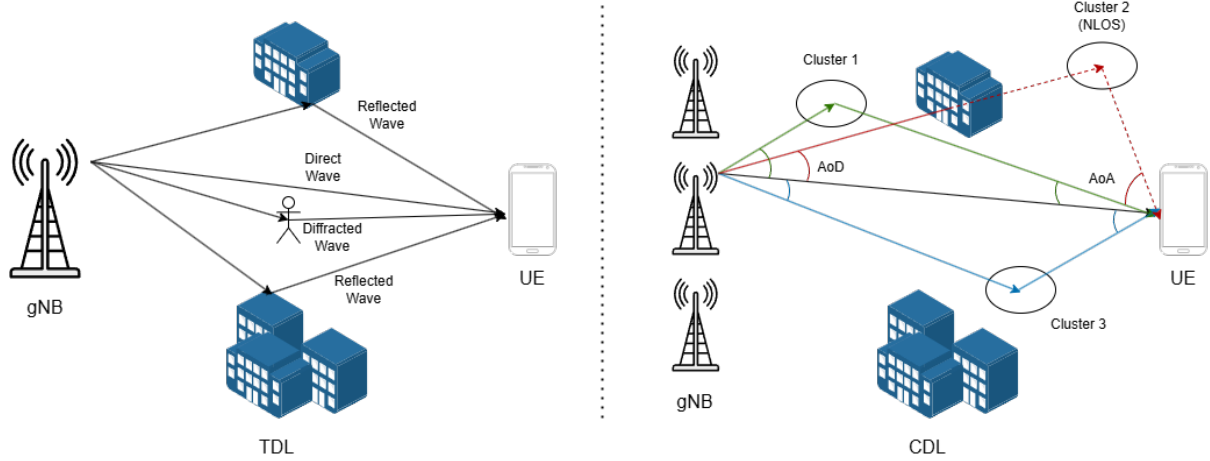 Reflected
Wave
Direct
Wave
Diffracted
Wave
Reflected
Wave
gNB
UE
TDL
Cluster 1
Cluster 2
(NLOS)
AoD
AoA
Cluster 3
UE
gNB
CDL